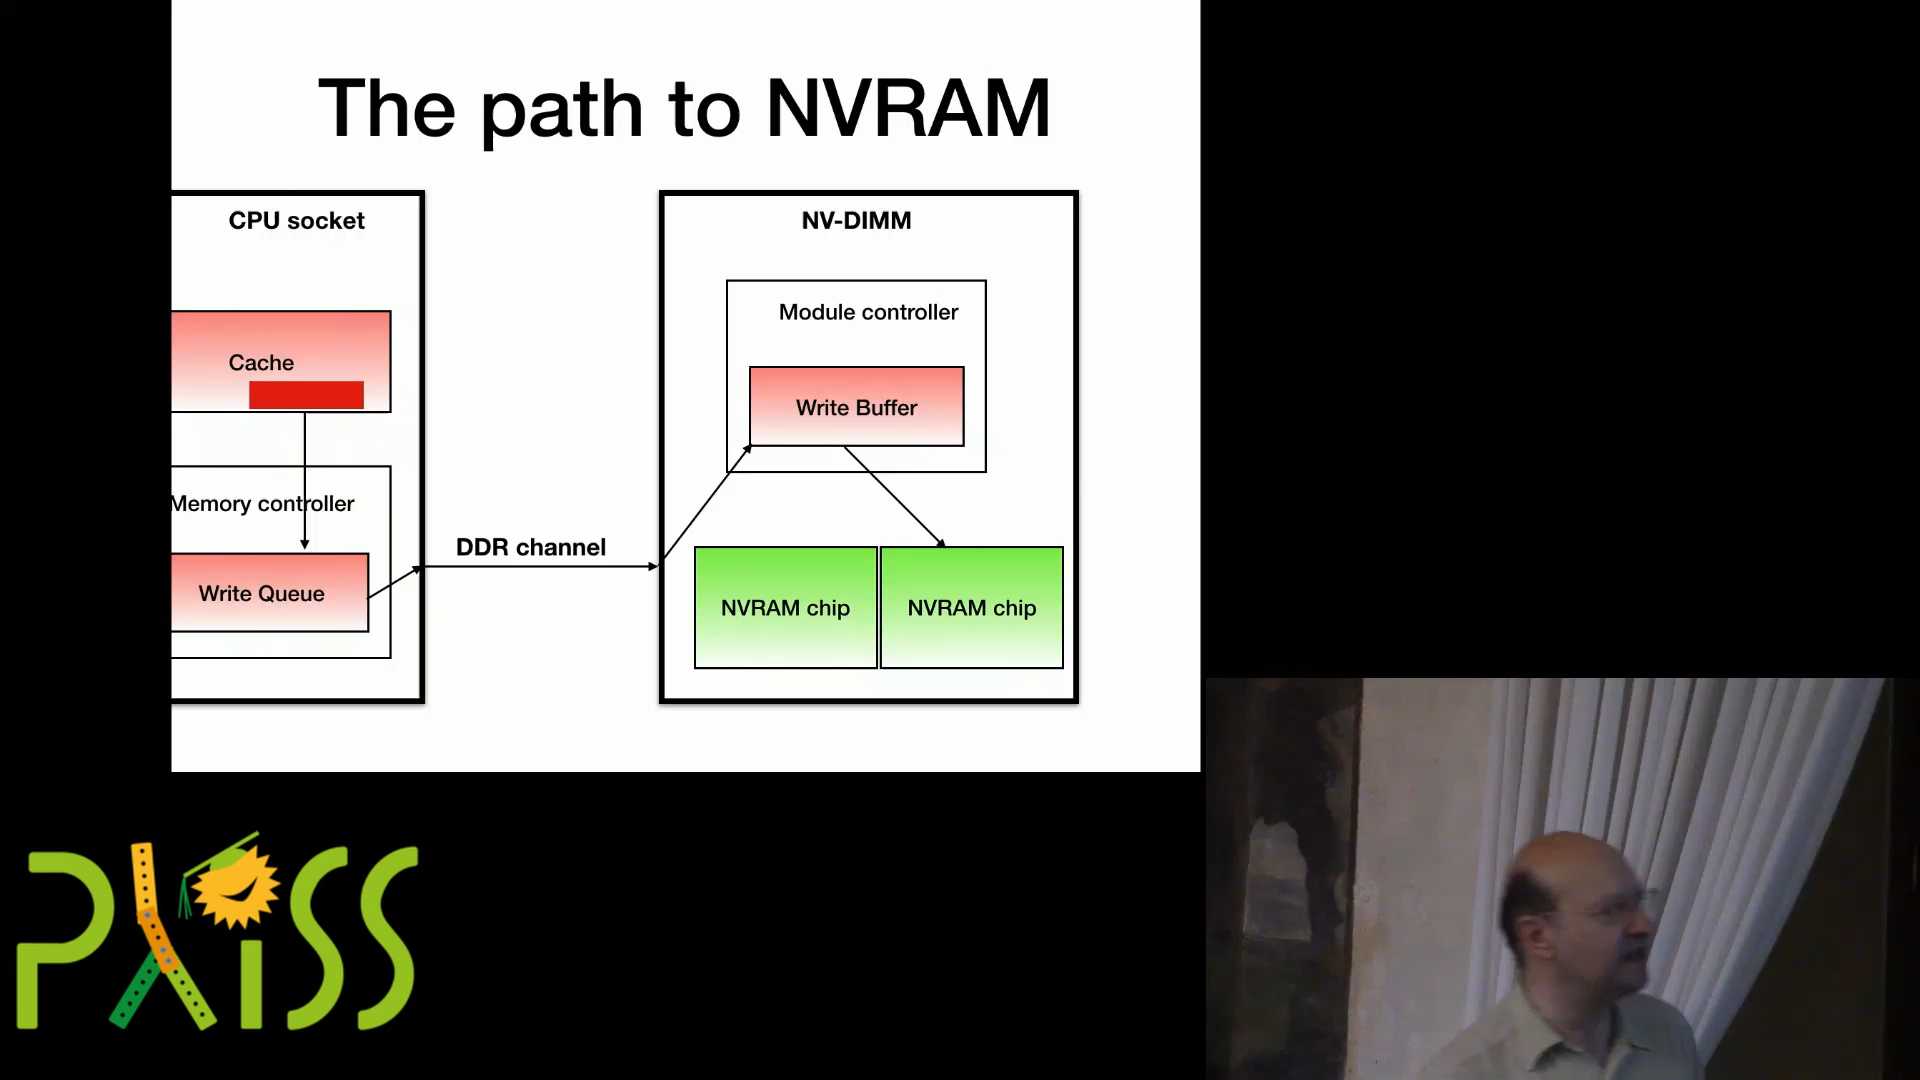 The path to NVRAM
CPU socket
Cache
Memory controller
Write Queue
DDR channel
NV-DIMM
Module controller
Write Buffer
NVRAM chip
NVRAM chip
PLISS